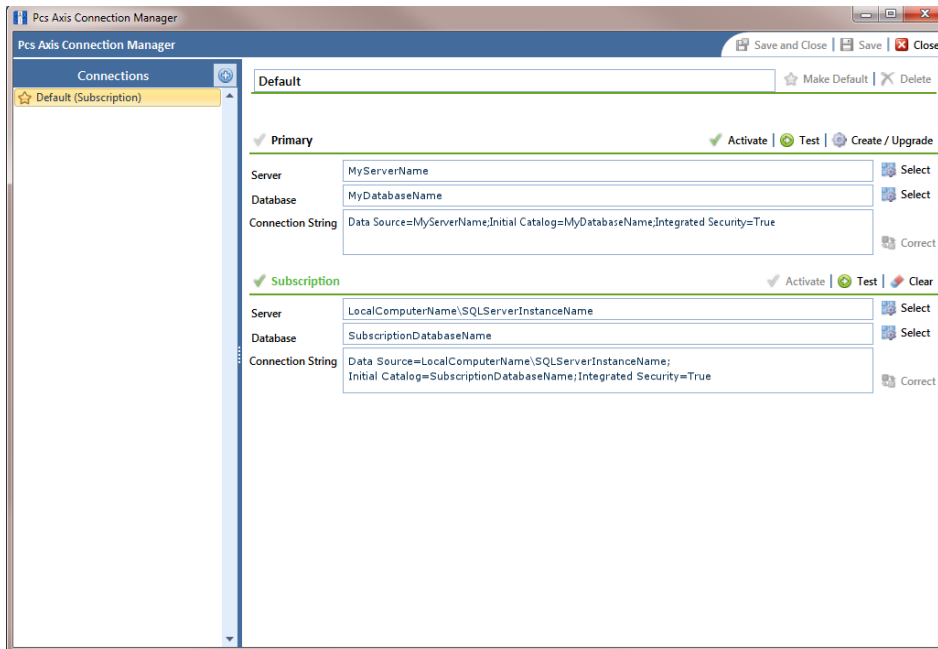 Pcs Axis Connection Manager
Pcs Axis Connection Manager
Save and Close | Save | Close
Connections
Default (Subscription)
Default
Make Default | Delete
Primary
Activate | Test | Create / Upgrade
Server
MyServerName
Select
Database
MyDatabaseName
Select
Connection String
Data Source=MyServerName;Initial Catalog=MyDatabaseName;Integrated Security=True
Correct
Subscription
Activate | Test | Clear
Server
LocalComputerName\SQLServerInstanceName
Select
Database
SubscriptionDatabaseName
Select
Connection String
Data Source=LocalComputerName\SQLServerInstanceName;
Initial Catalog=SubscriptionDatabaseName;Integrated Security=True
Correct